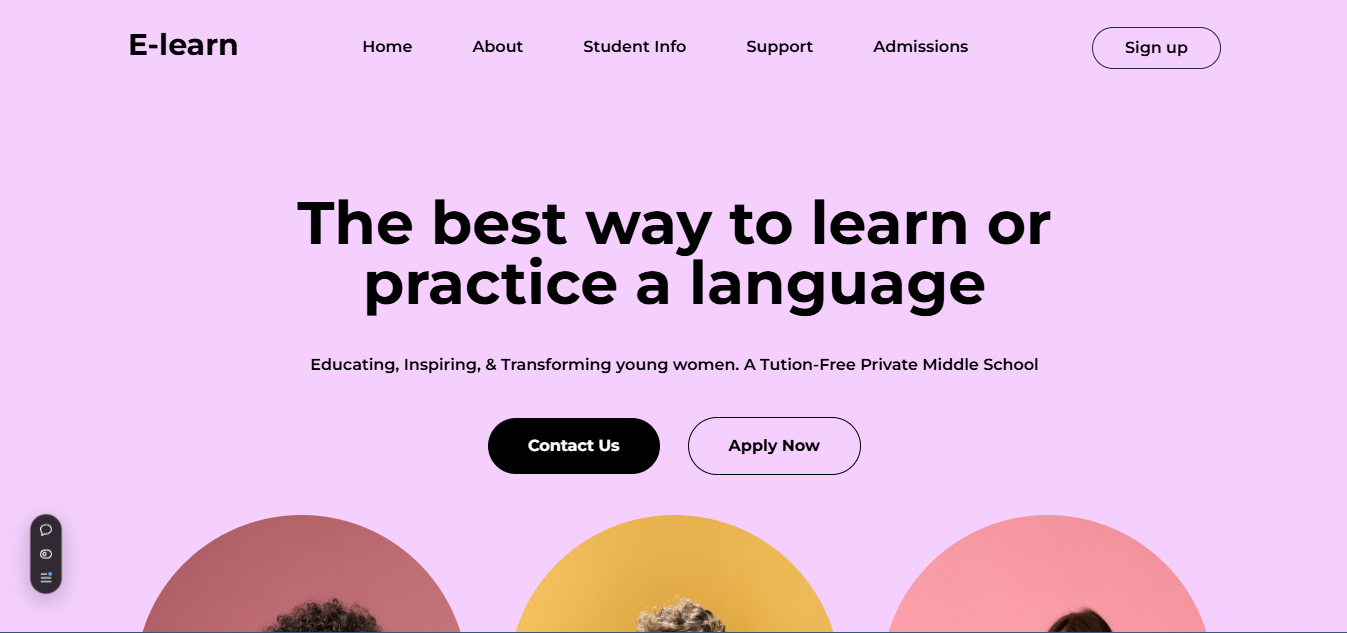 E-learn
Home About Student Info Support Admissions
Sign up
The best way to learn or
practice a language
Educating, Inspiring, & Transforming young women. A Tution-Free Private Middle School
Contact Us
Apply Now